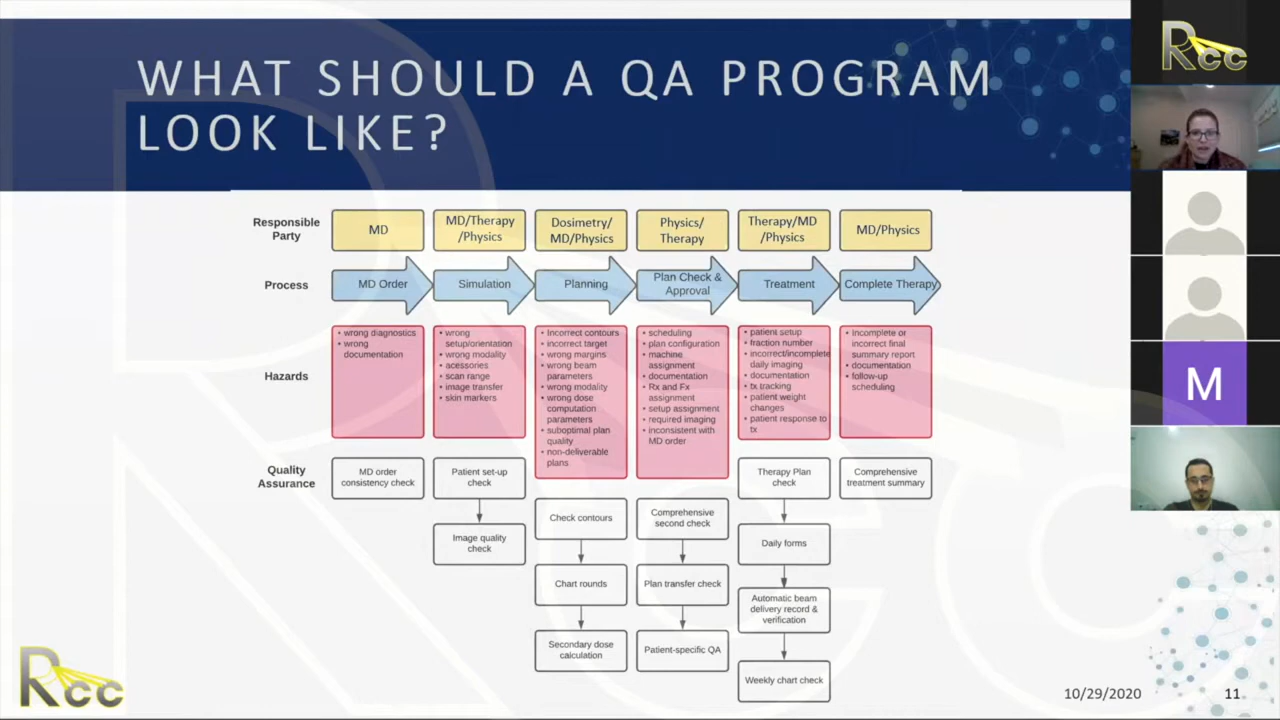 WHAT SHOULD A QA PROGRAM
LOOK LIKE?
Rcc
Responsible
Party
MD
MD/Therapy
/Physics
Dosimetry/
MD/Physics
Physics/
Therapy
Therapy/MD
/Physics
MD/Physics
Process
MD Order
Simulation
Planning
Plan Check &
Approval
Treatment
Complete Therapy
Hazards
• wrong diagnostics
• wrong
documentation
• wrong
setup/orientation
• wrong modality
• acessories
• scan range
• image transfer
• skin markers
• Incorrect contours
• incorrect target
• wrong margins
• wrong beam
parameters
• wrong modality
• wrong dose
computation
parameters
• suboptimal plan
quality
• non-deliverable
plans
• scheduling
• plan configuration
• machine
assignment
• documentation
• Rx and Fx
assignment
• setup assignment
• required imaging
• inconsistent with
MD order
• patient setup
• fraction number
• incorrect/incomplete
daily imaging
• documentation
• tx tracking
• patient weight
changes
• patient response to
tx
• Incomplete or
incorrect final
summary report
• documentation
• follow-up
scheduling
Quality
Assurance
MD order
consistency check
Patient set-up
check
Image quality
check
Check contours
Chart rounds
Secondary dose
calculation
Comprehensive
second check
Plan transfer check
Patient-specific QA
Therapy Plan
check
Daily forms
Automatic beam
delivery record &
verification
Weekly chart check
Comprehensive
treatment summary
M
Rcc
10/29/2020
11